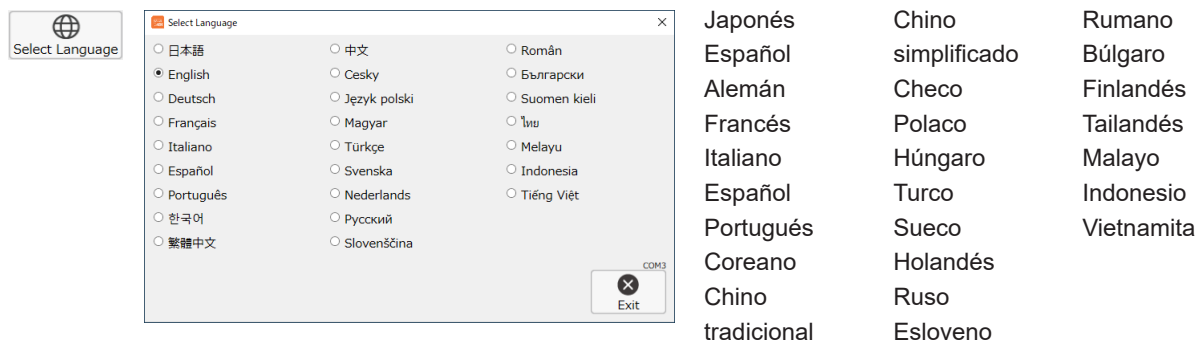 Select Language
Select Language
日本語
English
Deutsch
Français
Italiano
Español
Português
한국어
繁體中文
中文
Cesky
Język polski
Magyar
Türkçe
Svenska
Nederlands
Русский
Slovenščina
Român
Български
Suomen kieli
ไทย
Melayu
Indonesia
Tiếng Việt
COM3
Exit
Japonés
Español
Alemán
Francés
Italiano
Español
Portugués
Coreano
Chino
tradicional
Chino
simplificado
Checo
Polaco
Húngaro
Turco
Sueco
Holandés
Ruso
Esloveno
Rumano
Búlgaro
Finlandés
Tailandés
Malayo
Indonesio
Vietnamita